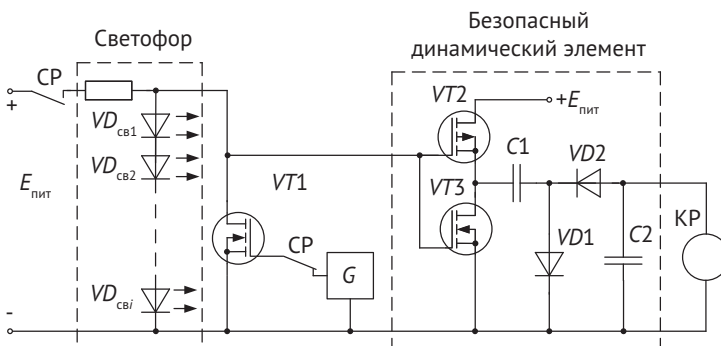 Светофор
Безопасный
динамический элемент
СР
+
VDсв1
VDсв2
Eпит
VDсвi
-
VT1
СР
G
VT2
+Eпит
C1
VD2
VT3
VD1
C2
КР